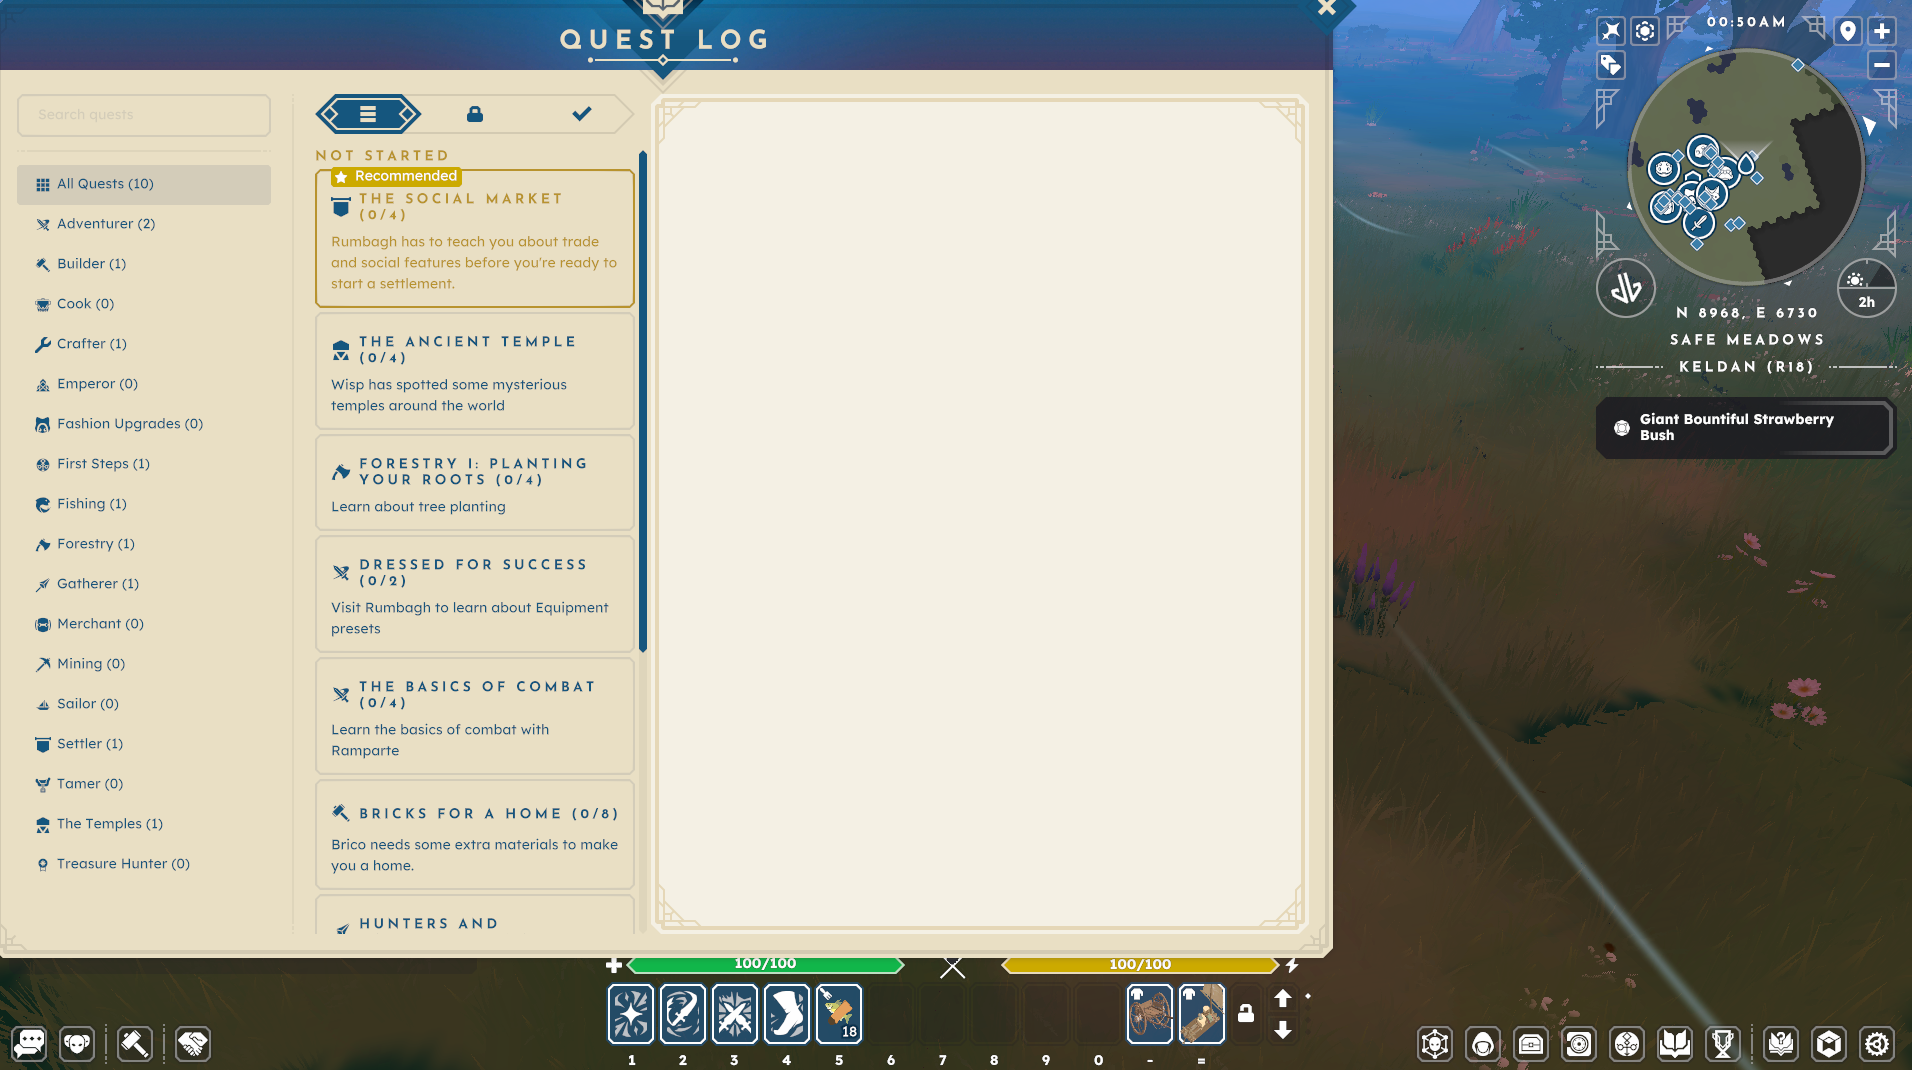 QUEST LOG
Search quests
All Quests (10)
Adventurer (2)
Builder (1)
Cook (0)
Crafter (1)
Emperor (0)
Fashion Upgrades (0)
First Steps (1)
Fishing (1)
Forestry (1)
Gatherer (1)
Merchant (0)
Mining (0)
Sailor (0)
Settler (1)
Tamer (0)
The Temples (1)
Treasure Hunter (0)
NOT STARTED
Recommended
THE SOCIAL MARKET
(0/4)
Rumbagh has to teach you about trade
and social features before you're ready to
start a settlement.
THE ANCIENT TEMPLE
(0/4)
Wisp has spotted some mysterious
temples around the world
FORESTRY I: PLANTING
YOUR ROOTS (0/4)
Learn about tree planting
DRESSED FOR SUCCESS
(0/2)
Visit Rumbagh to learn about Equipment
presets
THE BASICS OF COMBAT
(0/4)
Learn the basics of combat with
Ramparte
BRICKS FOR A HOME (0/8)
Brico needs some extra materials to make
you a home.
HUNTERS AND
00:50AM
2h
N 8968, E 6730
SAFE MEADOWS
KELDAN (R18)
Giant Bountiful Strawberry
Bush
100/100
100/100
18
1 2 3 4 5 6 7 8 9 0 - =